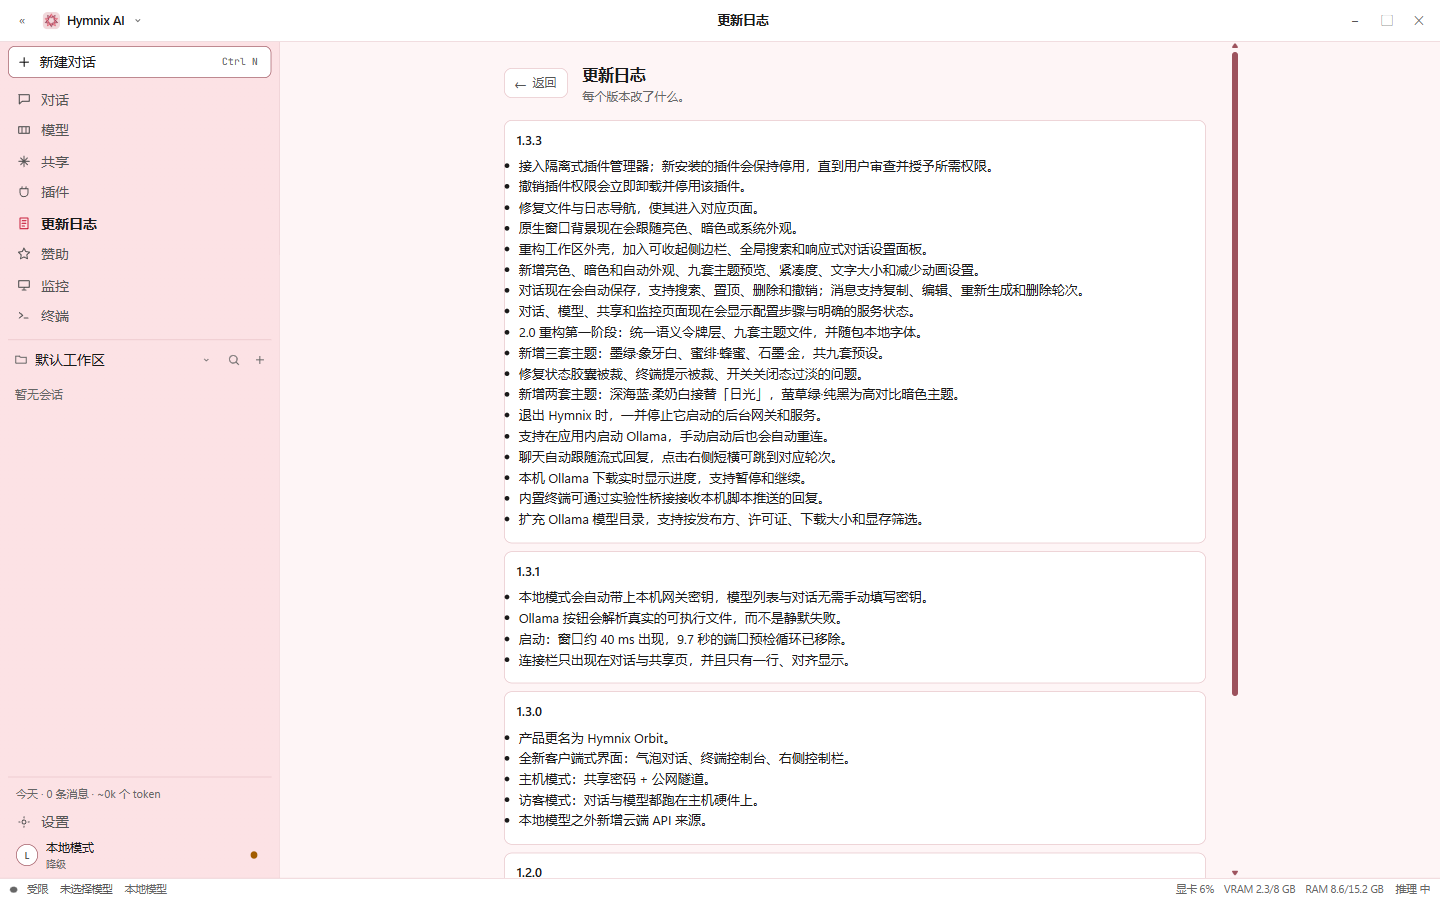 « Hymnix AI 更新日志
新建对话 Ctrl N
对话
模型
共享
插件
更新日志
赞助
监控
终端
默认工作区
暂无会话
今天 · 0 条消息 · ~0k 个 token
设置
L 本地模式
降级
← 返回
更新日志
每个版本改了什么。
1.3.3
• 接入隔离式插件管理器；新安装的插件会保持停用，直到用户审查并授予所需权限。
• 撤销插件权限会立即卸载并停用该插件。
• 修复文件与日志导航，使其进入对应页面。
• 原生窗口背景现在会跟随亮色、暗色或系统外观。
• 重构工作区外壳，加入可收起侧边栏、全局搜索和响应式对话设置面板。
• 新增亮色、暗色和自动外观、九套主题预览、紧凑度、文字大小和减少动画设置。
• 对话现在会自动保存，支持搜索、置顶、删除和撤销；消息支持复制、编辑、重新生成和删除轮次。
• 对话、模型、共享和监控页面现在会显示配置步骤与明确的服务状态。
• 2.0 重构第一阶段：统一语义令牌层、九套主题文件，并随包本地字体。
• 新增三套主题：墨绿·象牙白、蜜绯·蜂蜜、石墨·金，共九套预设。
• 修复状态胶囊被裁、终端提示被裁、开关关闭态过淡的问题。
• 新增两套主题：深海蓝·柔奶白接替「日光」，萤草绿·纯黑为高对比暗色主题。
• 退出 Hymnix 时，一并停止它启动的后台网关和服务。
• 支持在应用内启动 Ollama，手动启动后也会自动重连。
• 聊天自动跟随流式回复，点击右侧短横可跳到对应轮次。
• 本机 Ollama 下载实时显示进度，支持暂停和继续。
• 内置终端可通过实验性桥接接收本机脚本推送的回复。
• 扩充 Ollama 模型目录，支持按发布方、许可证、下载大小和显存筛选。
1.3.1
• 本地模式会自动带上本机网关密钥，模型列表与对话无需手动填写密钥。
• Ollama 按钮会解析真实的可执行文件，而不是静默失败。
• 启动：窗口约 40 ms 出现，9.7 秒的端口预检循环已移除。
• 连接栏只出现在对话与共享页，并且只有一行、对齐显示。
1.3.0
• 产品更名为 Hymnix Orbit。
• 全新客户端式界面：气泡对话、终端控制台、右侧控制栏。
• 主机模式：共享密码 + 公网隧道。
• 访客模式：对话与模型都跑在主机硬件上。
• 本地模型之外新增云端 API 来源。
1.2.0
受限 未选择模型 本地模型 显卡 6% VRAM 2.3/8 GB RAM 8.6/15.2 GB 推理 中